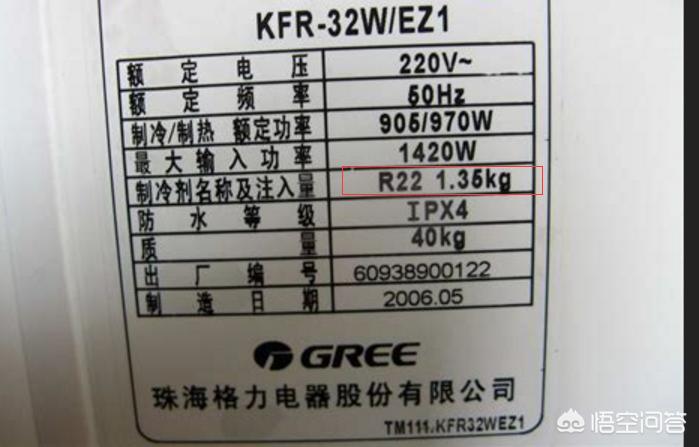 KFR-32W/EZ1
额定电压 220V~
额定频率 50Hz
制冷/制热 额定功率 905/970W
最大输入功率 1420W
制冷剂名称及注入量 R22 1.35kg
防水等级 IPX4
质量 40kg
出厂编号 60938900122
制造日期 2006.05
GREE
珠海格力电器股份有限公司
TM111.KFR32WEZ1
悟空问答